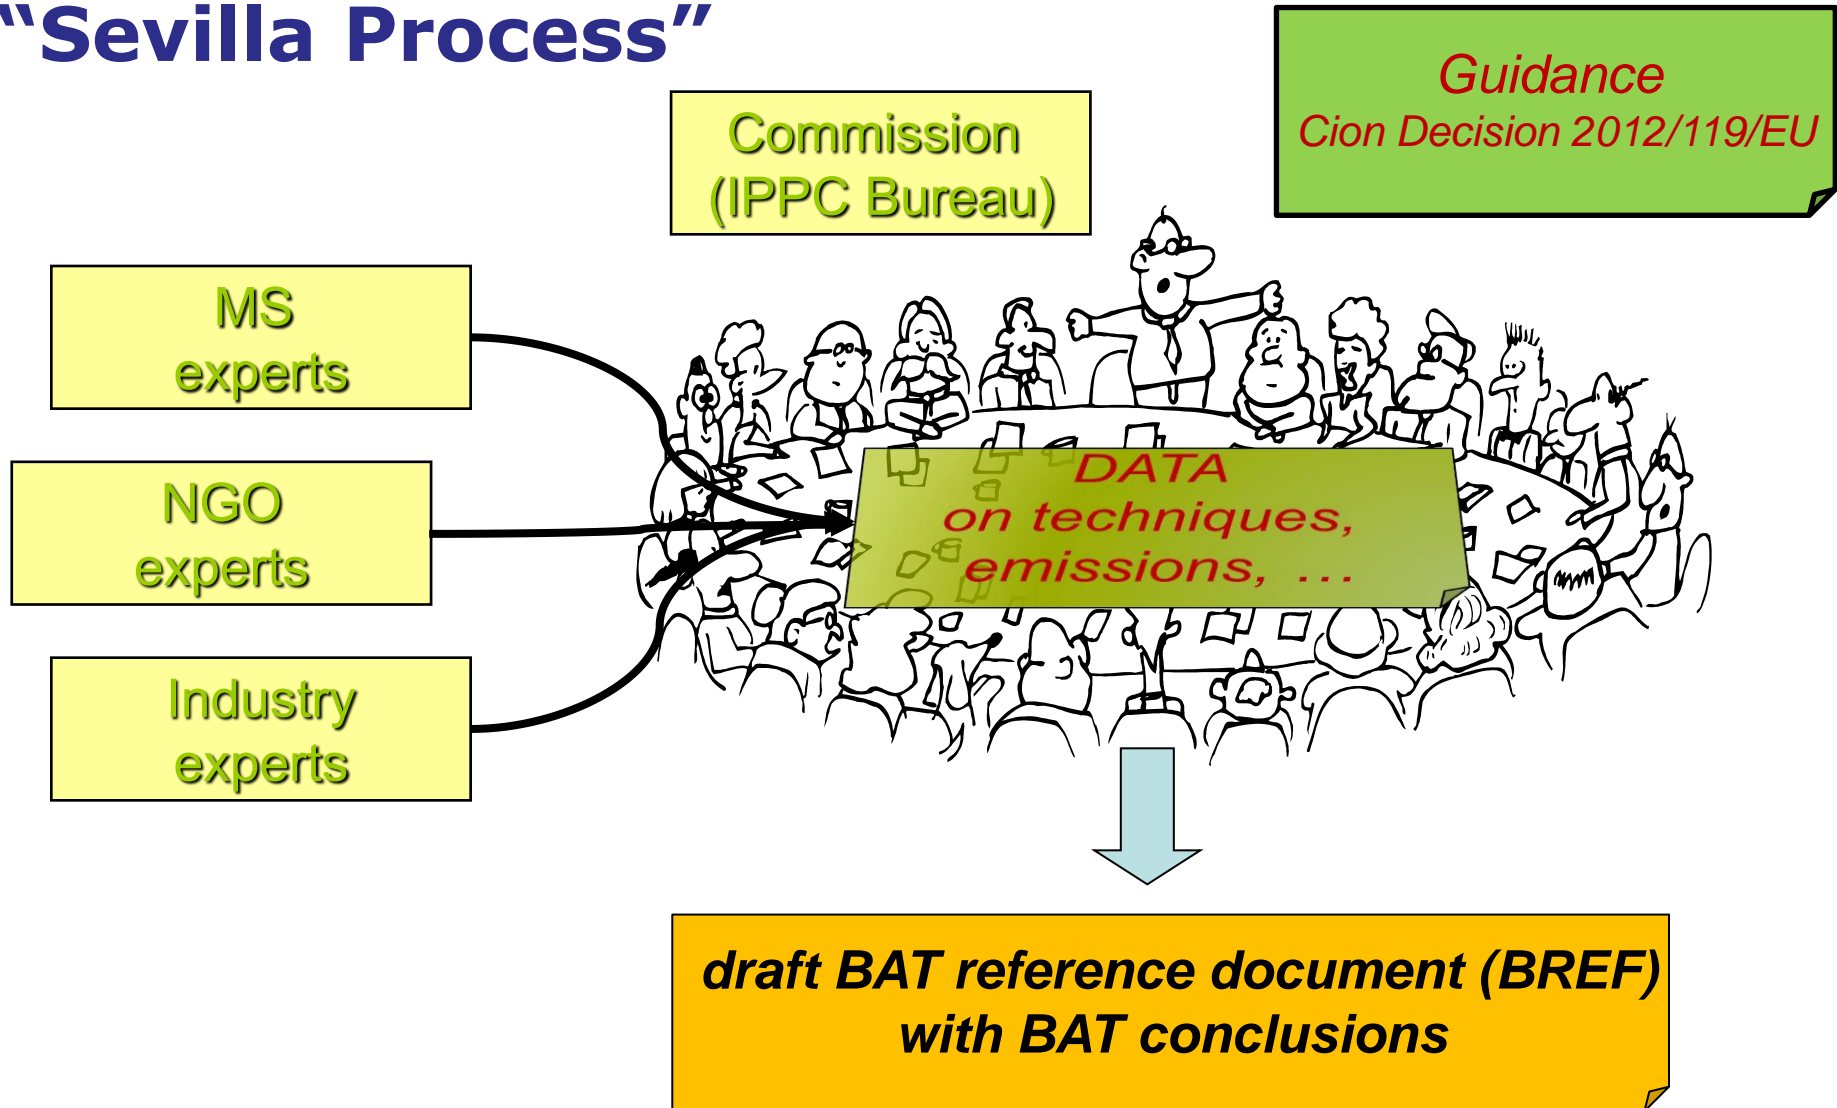 “Sevilla Process”
Guidance
Cion Decision 2012/119/EU
Commission
(IPPC Bureau)
MS
experts
NGO
experts
Industry
experts
DATA
on techniques,
emissions, …
draft BAT reference document (BREF)
with BAT conclusions